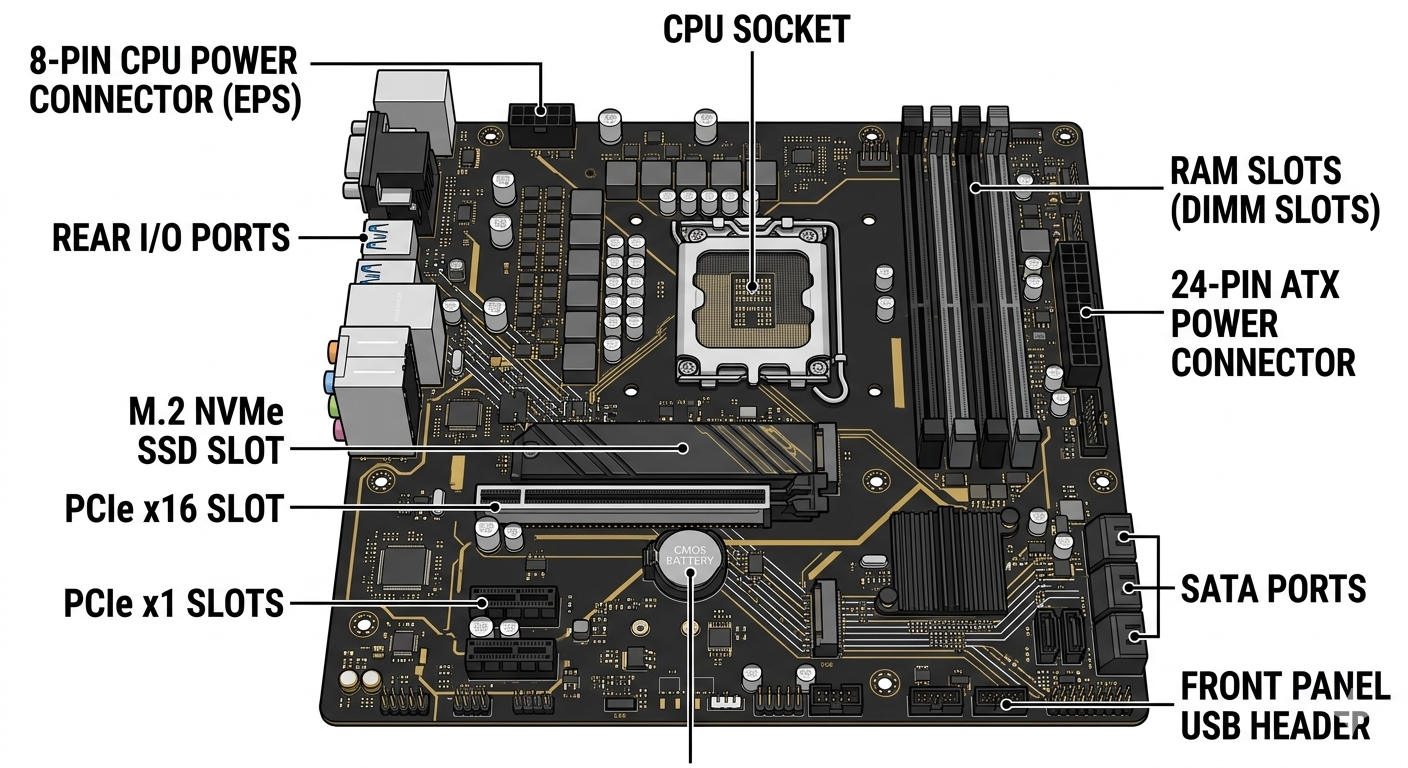 CPU SOCKET
8-PIN CPU POWER
CONNECTOR (EPS)
RAM SLOTS
(DIMM SLOTS)
REAR I/O PORTS
24-PIN ATX
POWER
CONNECTOR
M.2 NVMe
SSD SLOT
PCIe x16 SLOT
CMOS
BATTERY
PCIe x1 SLOTS
SATA PORTS
FRONT PANEL
USB HEADER